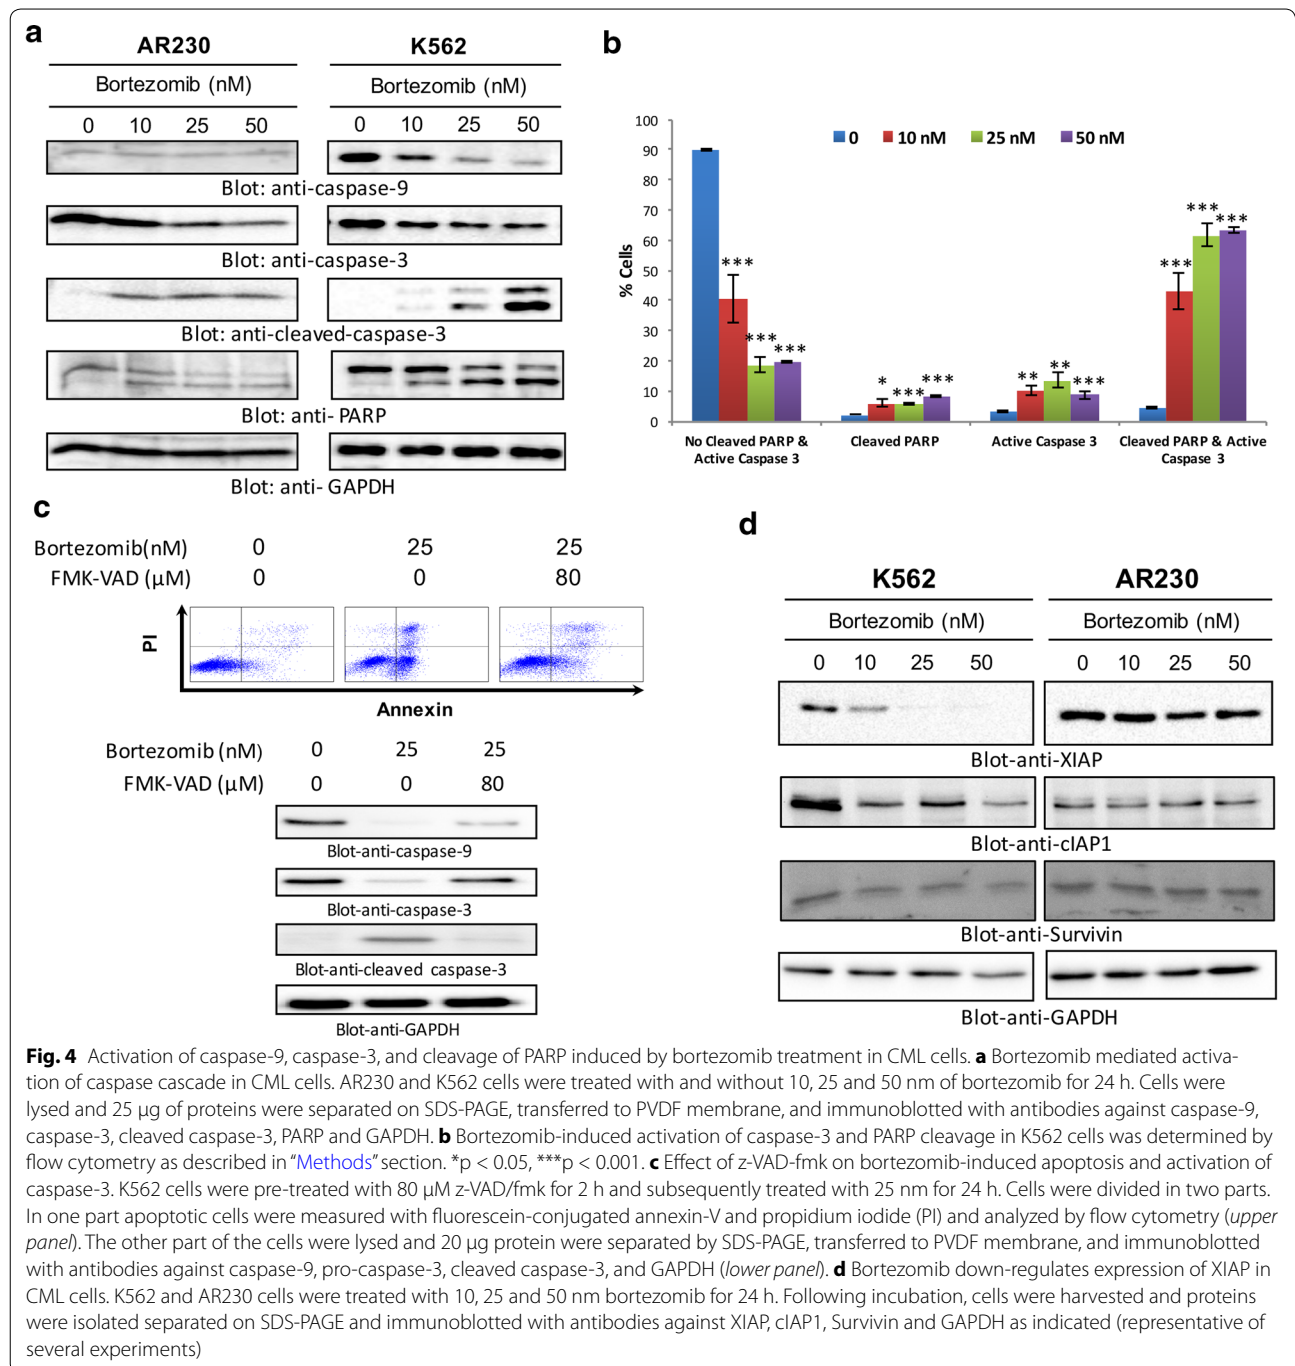 a
AR230
K562
Bortezomib (nM)
Bortezomib (nM)
0 10 25 50
0 10 25 50
Blot: anti-caspase-9
Blot: anti-caspase-3
Blot: anti-cleaved-caspase-3
Blot: anti- PARP
Blot: anti- GAPDH
b
% Cells
100
90
80
70
60
50
40
30
20
10
0
0 10 nM 25 nM 50 nM
***
***
***
*
***
***
**
**
***
***
***
***
No Cleaved PARP &
Active Caspase 3
Cleaved PARP
Active Caspase 3
Cleaved PARP & Active
Caspase 3
c
Bortezomib(nM) 0 25 25
FMK-VAD (µM) 0 0 80
PI
Annexin
Bortezomib (nM) 0 25 25
FMK-VAD (µM) 0 0 80
Blot-anti-caspase-9
Blot-anti-caspase-3
Blot-anti-cleaved caspase-3
Blot-anti-GAPDH
d
K562
AR230
Bortezomib (nM)
Bortezomib (nM)
0 10 25 50
0 10 25 50
Blot-anti-XIAP
Blot-anti-cIAP1
Blot-anti-Survivin
Blot-anti-GAPDH
Fig. 4 Activation of caspase-9, caspase-3, and cleavage of PARP induced by bortezomib treatment in CML cells. a Bortezomib mediated activa-
tion of caspase cascade in CML cells. AR230 and K562 cells were treated with and without 10, 25 and 50 nm of bortezomib for 24 h. Cells were
lysed and 25 µg of proteins were separated on SDS-PAGE, transferred to PVDF membrane, and immunoblotted with antibodies against caspase-9,
caspase-3, cleaved caspase-3, PARP and GAPDH. b Bortezomib-induced activation of caspase-3 and PARP cleavage in K562 cells was determined by
flow cytometry as described in "Methods" section. *p < 0.05, ***p < 0.001. c Effect of z-VAD-fmk on bortezomib-induced apoptosis and activation of
caspase-3. K562 cells were pre-treated with 80 µM z-VAD/fmk for 2 h and subsequently treated with 25 nm for 24 h. Cells were divided in two parts.
In one part apoptotic cells were measured with fluorescein-conjugated annexin-V and propidium iodide (PI) and analyzed by flow cytometry (upper
panel). The other part of the cells were lysed and 20 µg protein were separated by SDS-PAGE, transferred to PVDF membrane, and immunoblotted
with antibodies against caspase-9, pro-caspase-3, cleaved caspase-3, and GAPDH (lower panel). d Bortezomib down-regulates expression of XIAP in
CML cells. K562 and AR230 cells were treated with 10, 25 and 50 nm bortezomib for 24 h. Following incubation, cells were harvested and proteins
were isolated separated on SDS-PAGE and immunoblotted with antibodies against XIAP, cIAP1, Survivin and GAPDH as indicated (representative of
several experiments)